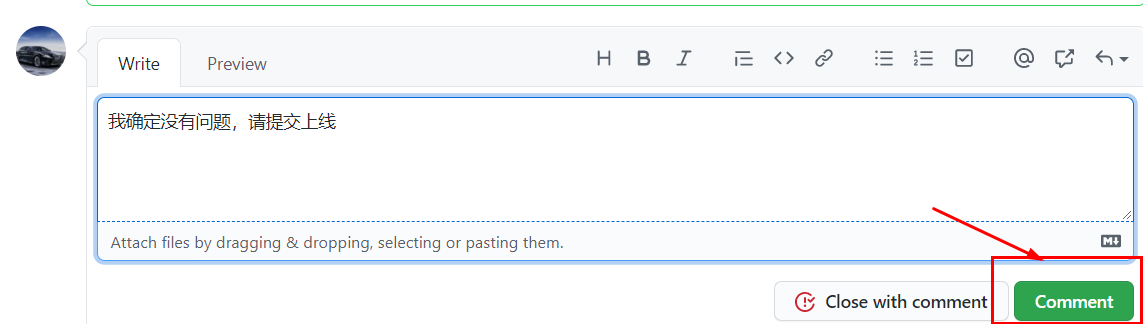 Write
Preview
我确定没有问题，请提交上线
Attach files by dragging & dropping, selecting or pasting them.
Close with comment
Comment